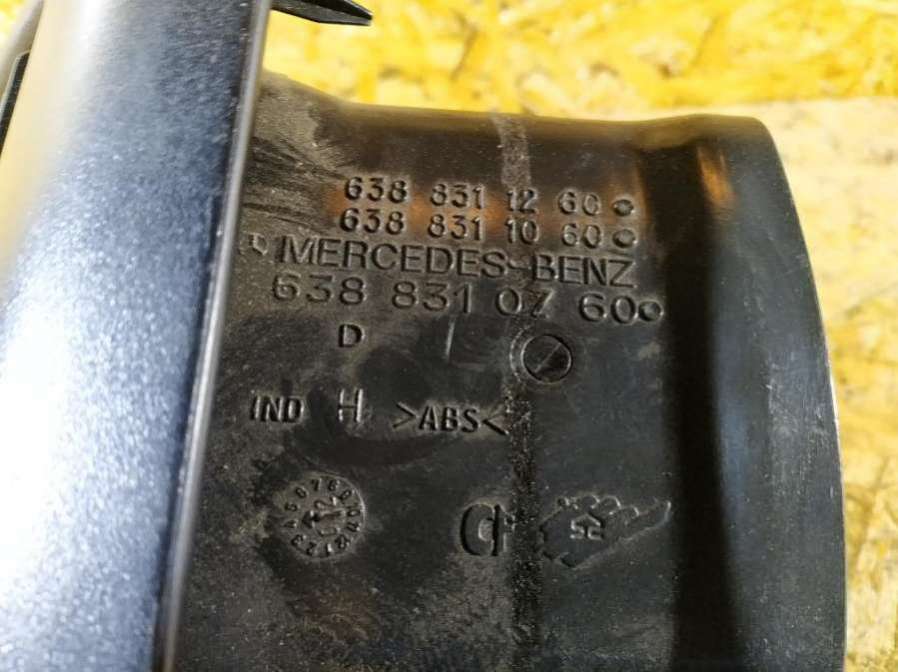 638 831 12 60
638 831 10 60
MERCEDES-BENZ
638 831 07 60
D
IND H >ABS<